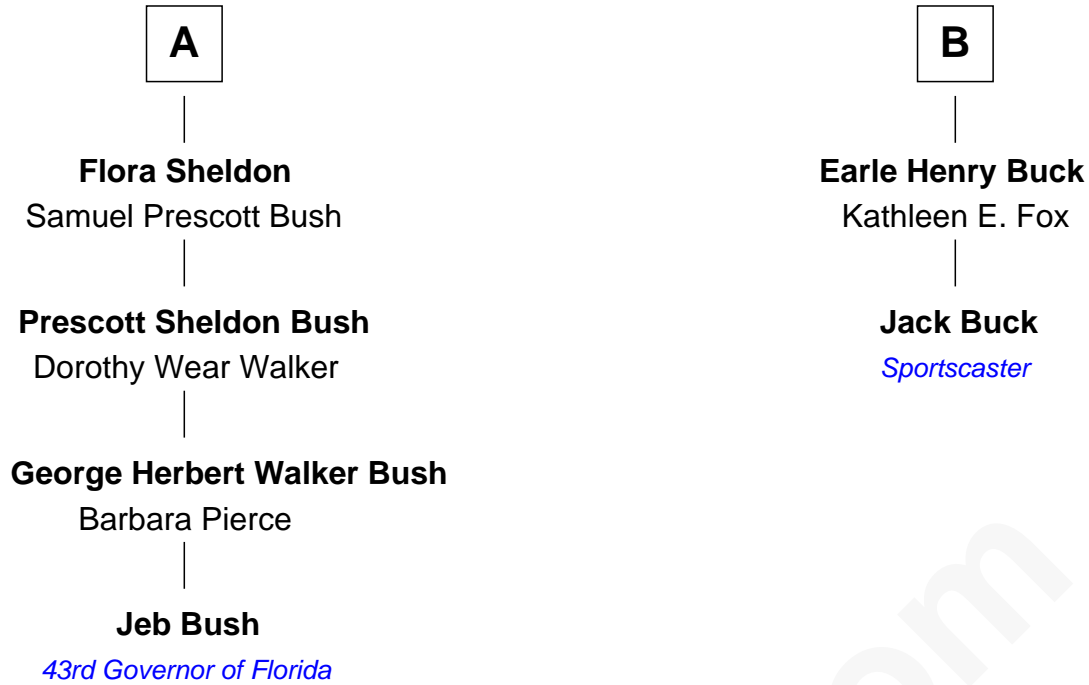 A
Flora Sheldon
Samuel Prescott Bush
Prescott Sheldon Bush
Dorothy Wear Walker
George Herbert Walker Bush
Barbara Pierce
Jeb Bush
43rd Governor of Florida
B
Earle Henry Buck
Kathleen E. Fox
Jack Buck
Sportscaster
om